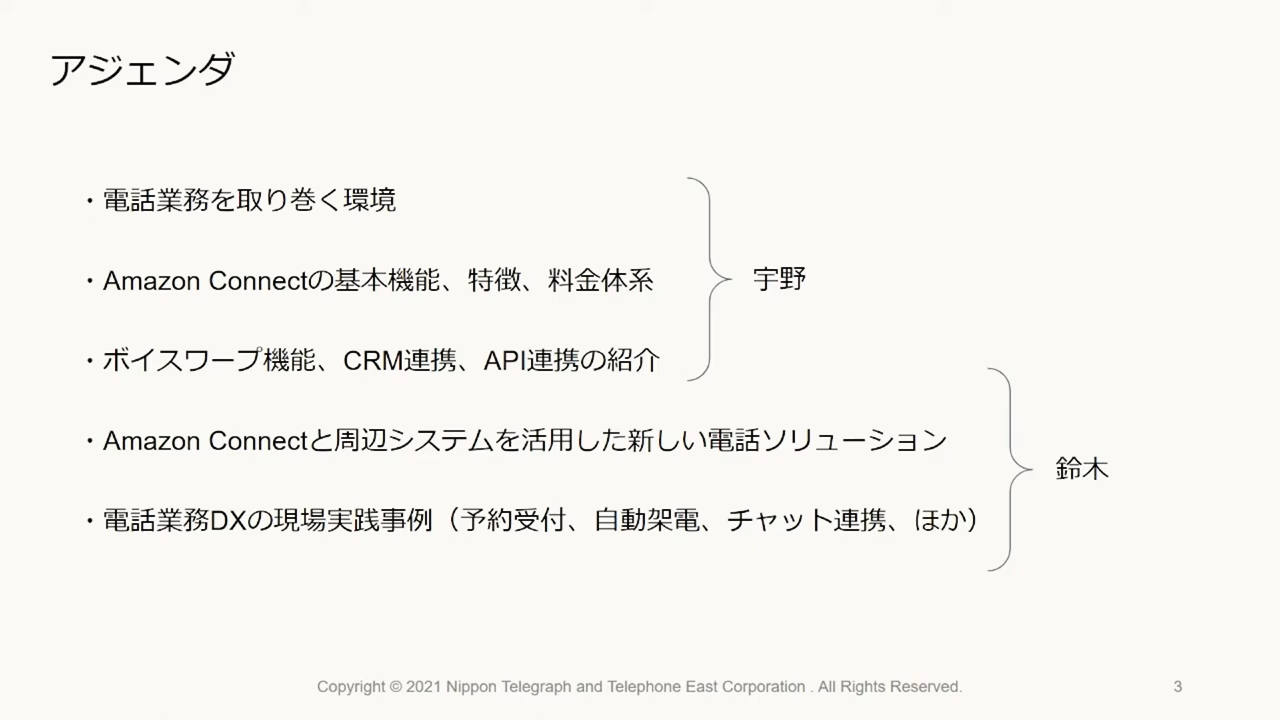 アジェンダ
・電話業務を取り巻く環境
・Amazon Connectの基本機能、特徴、料金体系
宇野
・ボイスワープ機能、CRM連携、API連携の紹介
・Amazon Connectと周辺システムを活用した新しい電話ソリューション
鈴木
・電話業務DXの現場実践事例（予約受付、自動架電、チャット連携、ほか）
Copyright © 2021 Nippon Telegraph and Telephone East Corporation . All Rights Reserved.
3